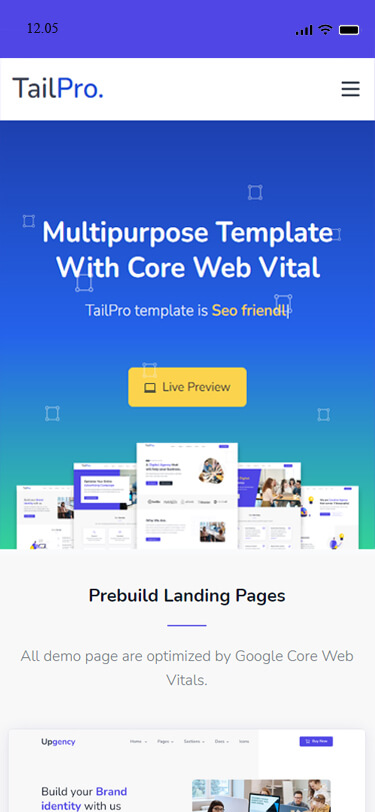 12.05
TailPro.
Multipurpose Template
With Core Web Vital
TailPro template is Seo friendl
Live Preview
TailPro.
Prebuild Landing Pages
All demo page are optimized by Google Core Web
Vitals.
Upgency
Home Pages Sections Docs Icons Buy Now
Build your Brand
identity with us